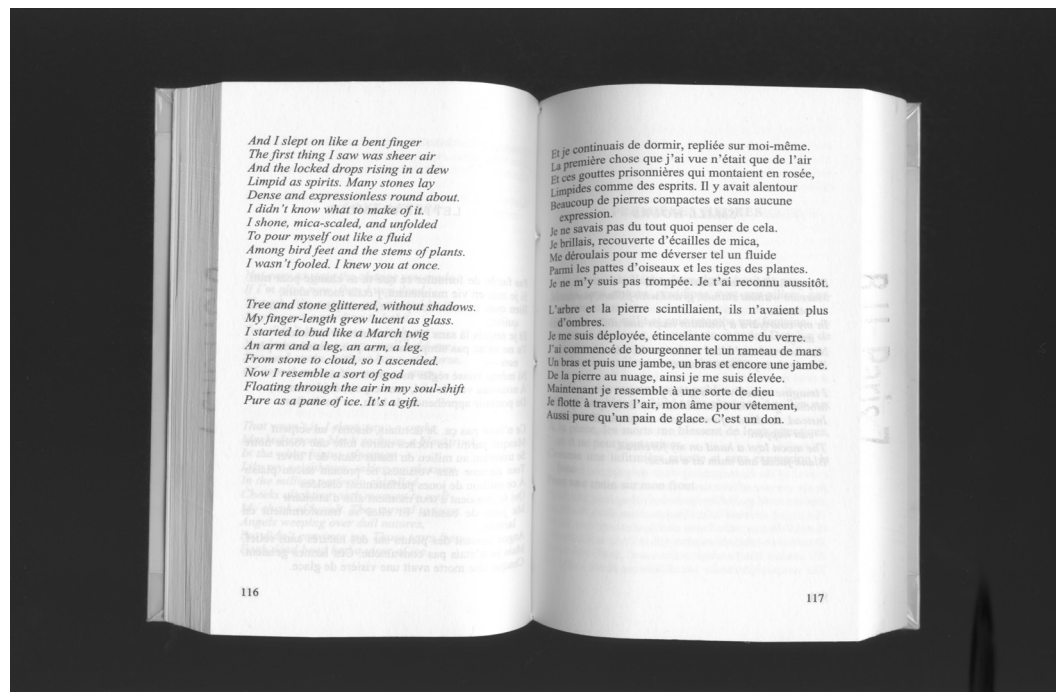 And I slept on like a bent finger
The first thing I saw was sheer air
And the locked drops rising in a dew
Limpid as spirits. Many stones lay
Dense and expressionless round about.
I didn't know what to make of it.
I shone, mica-scaled, and unfolded
To pour myself out like a fluid
Among bird feet and the stems of plants.
I wasn't fooled. I knew you at once.
Tree and stone glittered, without shadows.
My finger-length grew lucent as glass.
I started to bud like a March twig
An arm and a leg, an arm, a leg.
From stone to cloud, so I ascended.
Now I resemble a sort of god
Floating through the air in my soul-shift
Pure as a pane of ice. It's a gift.
116
Et je continuais de dormir, repliée sur moi-même.
La première chose que j'ai vue n'était que de l'air
Et ces gouttes prisonnières qui montaient en rosée,
Limpides comme des esprits. Il y avait alentour
Beaucoup de pierres compactes et sans aucune
expression.
Je ne savais pas du tout quoi penser de cela.
Je brillais, recouverte d'écailles de mica,
Me déroulais pour me déverser tel un fluide
Parmi les pattes d'oiseaux et les tiges des plantes.
Je ne m'y suis pas trompée. Je t'ai reconnu aussitôt.
L'arbre et la pierre scintillaient, ils n'avaient plus
d'ombres.
Je me suis déployée, étincelante comme du verre.
J'ai commencé de bourgeonner tel un rameau de mars
Un bras et puis une jambe, un bras et encore une jambe.
De la pierre au nuage, ainsi je me suis élevée.
Maintenant je ressemble à une sorte de dieu
Je flotte à travers l'air, mon âme pour vêtement,
Aussi pure qu'un pain de glace. C'est un don.
117